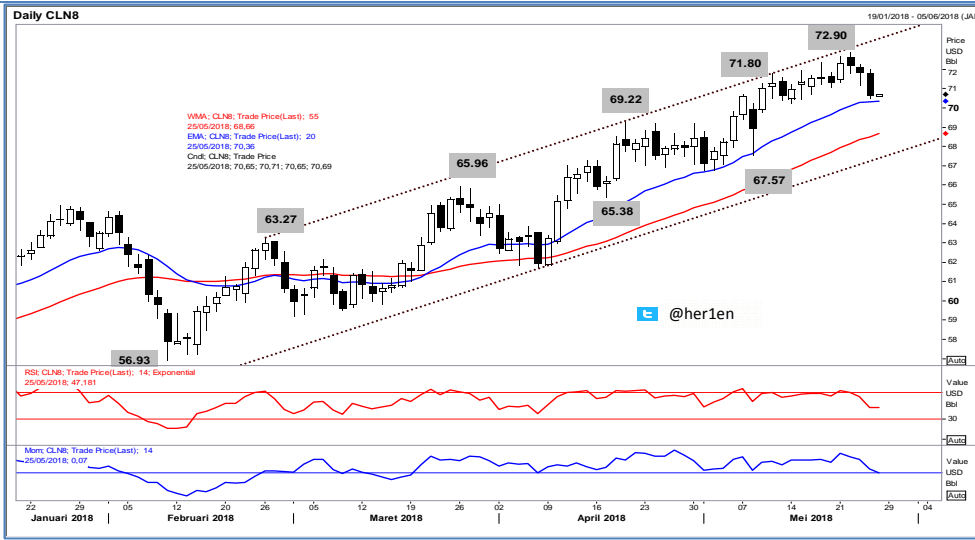 Daily CLN8
19/01/2018 - 05/06/2018 (JA
Price
USD
Bbl
72.90
71.80
69.22
65.96
63.27
67.57
65.38
56.93
WMA; CLN8; Trade Price(Last); 55
25/05/2018; 68,66
EMA; CLN8; Trade Price(Last); 20
25/05/2018; 70,36
Cndl; CLN8; Trade Price
25/05/2018; 70,65; 70,71; 70,65; 70,69
@her1en
72
71
70
69
68
67
66
65
64
63
62
61
60
59
58
Auto
RSI; CLN8; Trade Price(Last); 14; Exponential
25/05/2018; 47,181
Value
USD
Bbl
30
Auto
Mom; CLN8; Trade Price(Last); 14
25/05/2018; 0,07
Value
USD
Bbl
Auto
22 29 05 12 19 26 05 12 19 26 02 09 16 23 30 07 14 21 29 04
Januari 2018 Februari 2018 Maret 2018 April 2018 Mei 2018